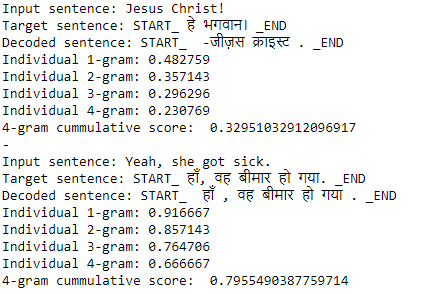 Input sentence: Jesus Christ!
Target sentence: START_ हे भगवान। _END
Decoded sentence: START_  -जीज़स क्राइस्ट . _END
Individual 1-gram: 0.482759
Individual 2-gram: 0.357143
Individual 3-gram: 0.296296
Individual 4-gram: 0.230769
4-gram cummulative score:  0.32951032912096917
-
Input sentence: Yeah, she got sick.
Target sentence: START_ हाँ, वह बीमार हो गया. _END
Decoded sentence: START_  हाँ , वह बीमार हो गया . _END
Individual 1-gram: 0.916667
Individual 2-gram: 0.857143
Individual 3-gram: 0.764706
Individual 4-gram: 0.666667
4-gram cummulative score:  0.7955490387759714